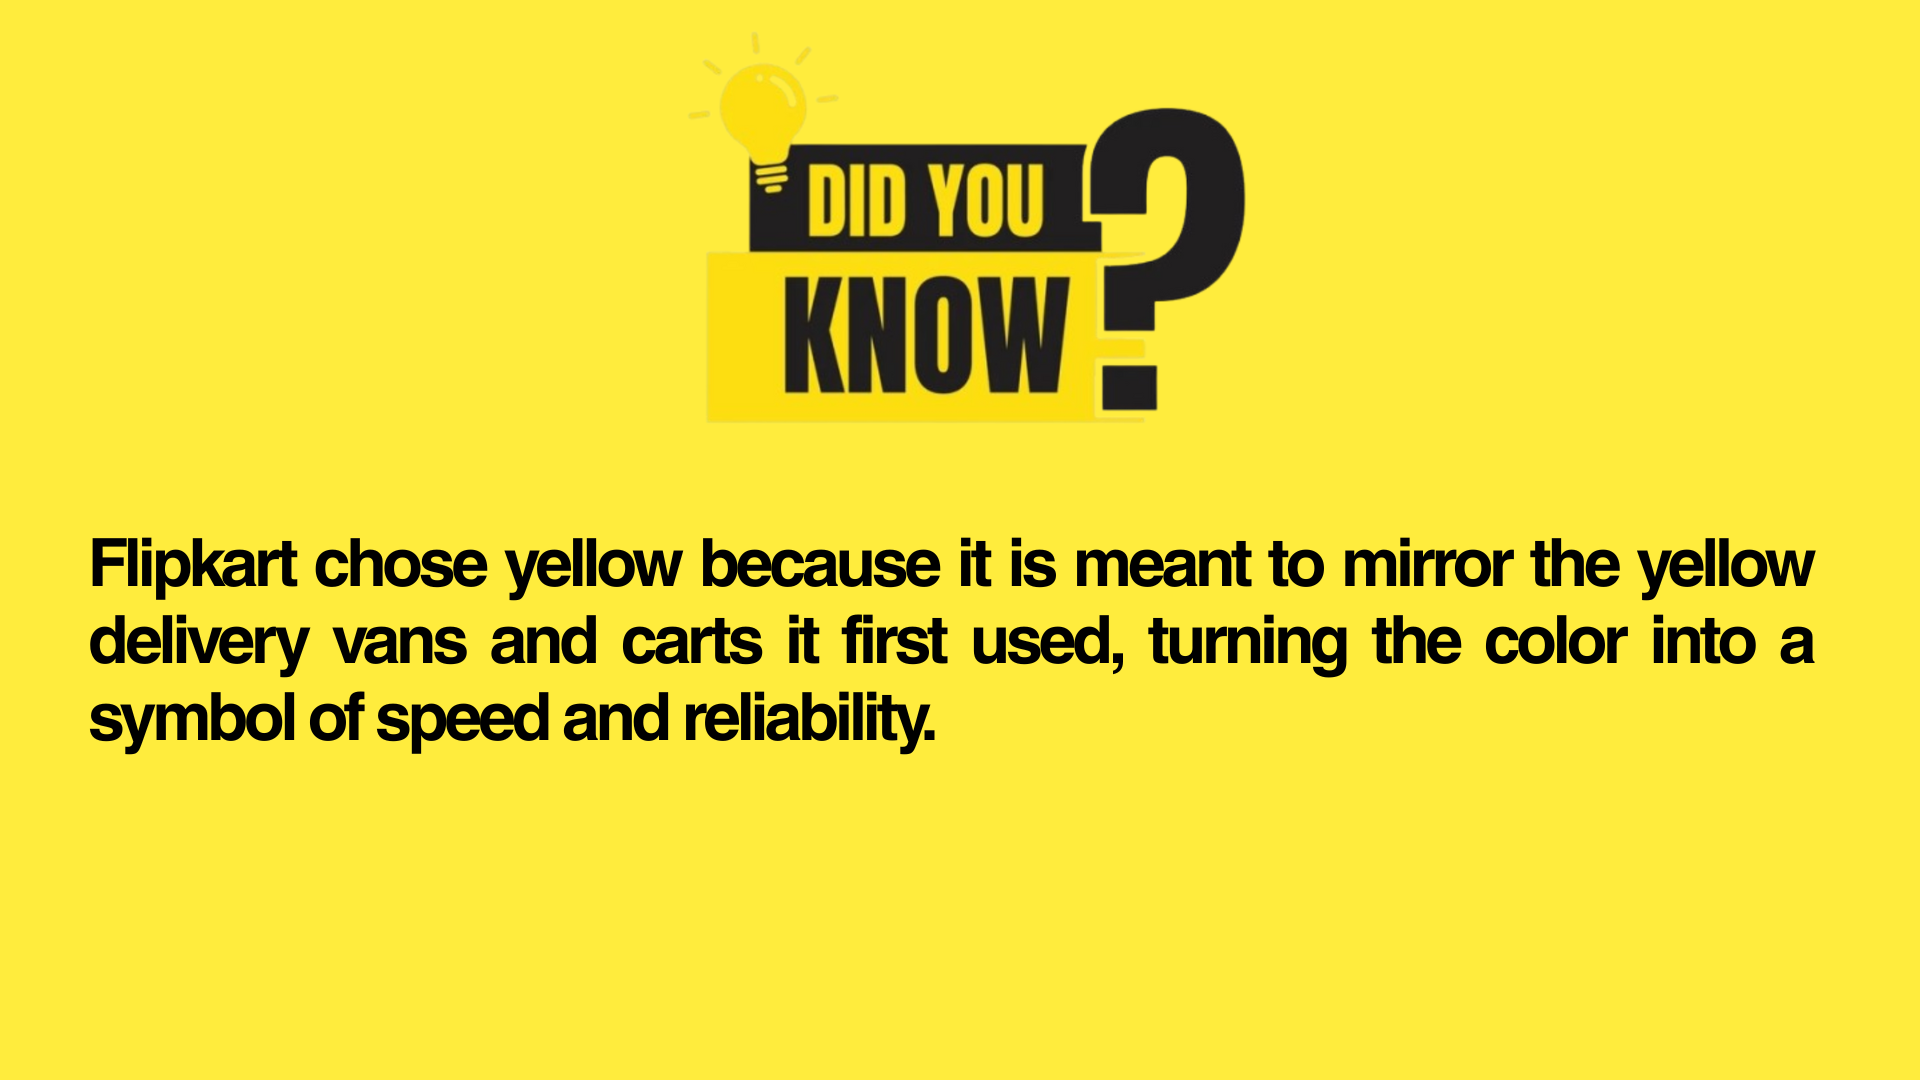 DID YOU
KNOW?
Flipkart chose yellow because it is meant to mirror the yellow
delivery vans and carts it first used, turning the color into a
symbol of speed and reliability.